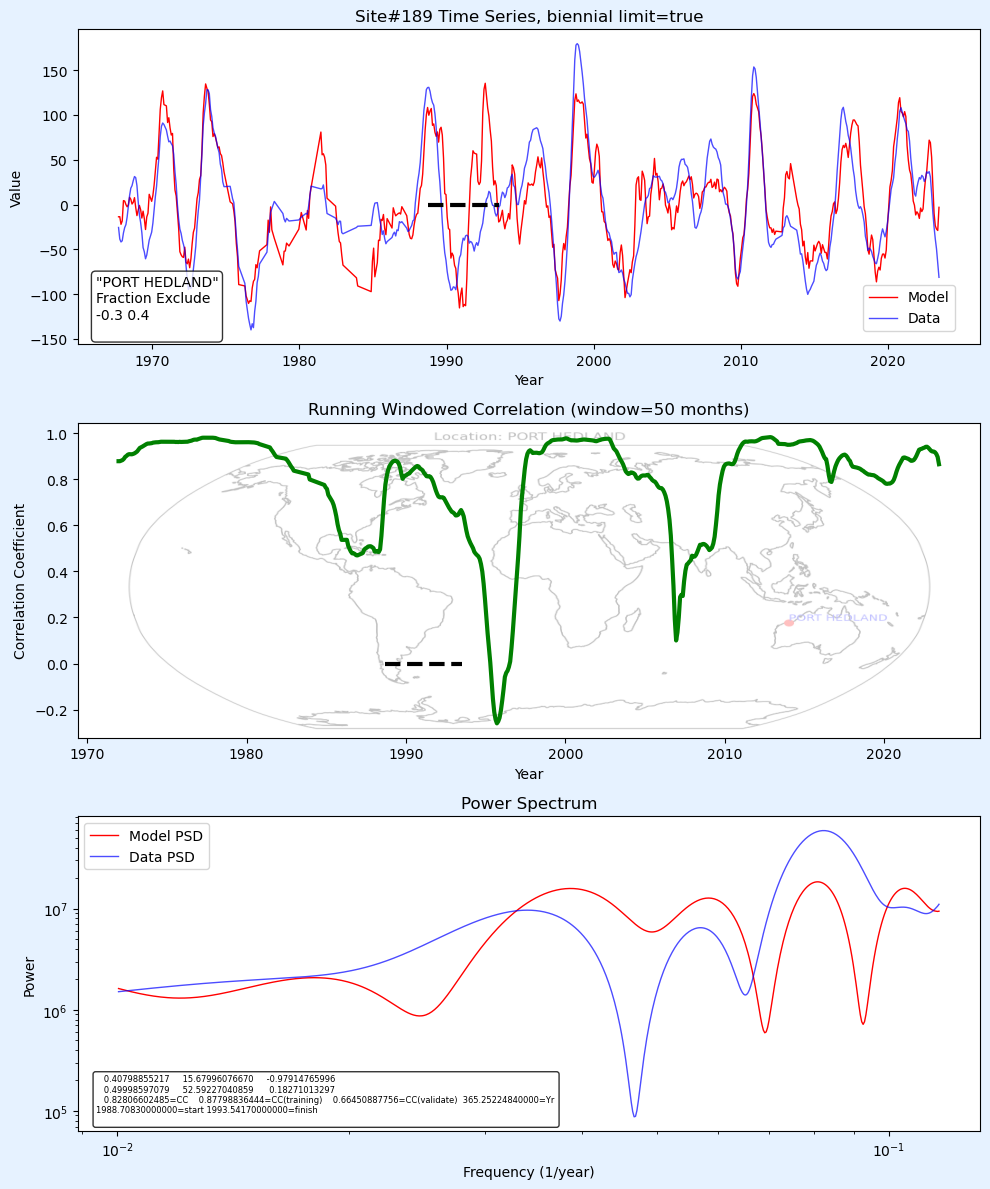 Site#189 Time Series, biennial limit=true
Value
150
100
50
0
−50
−100
−150
"PORT HEDLAND"
Fraction Exclude
-0.3 0.4
Model
Data
1970 1980 1990 2000 2010 2020
Year
Running Windowed Correlation (window=50 months)
Location: PORT HEDLAND
Correlation Coefficient
1.0
0.8
0.6
0.4
0.2
0.0
−0.2
PORT HEDLAND
1970 1980 1990 2000 2010 2020
Year
Power Spectrum
Model PSD
Data PSD
Power
10⁷
10⁶
10⁵
0.40798855217 15.67996076670 -0.97914765996
0.49998597079 52.59227040859 0.18271013297
0.82806602485=CC 0.87798836444=CC(training) 0.66450887756=CC(validate) 365.25224840000=Yr
1988.70830000000=start 1993.54170000000=finish
10⁻² 10⁻¹
Frequency (1/year)